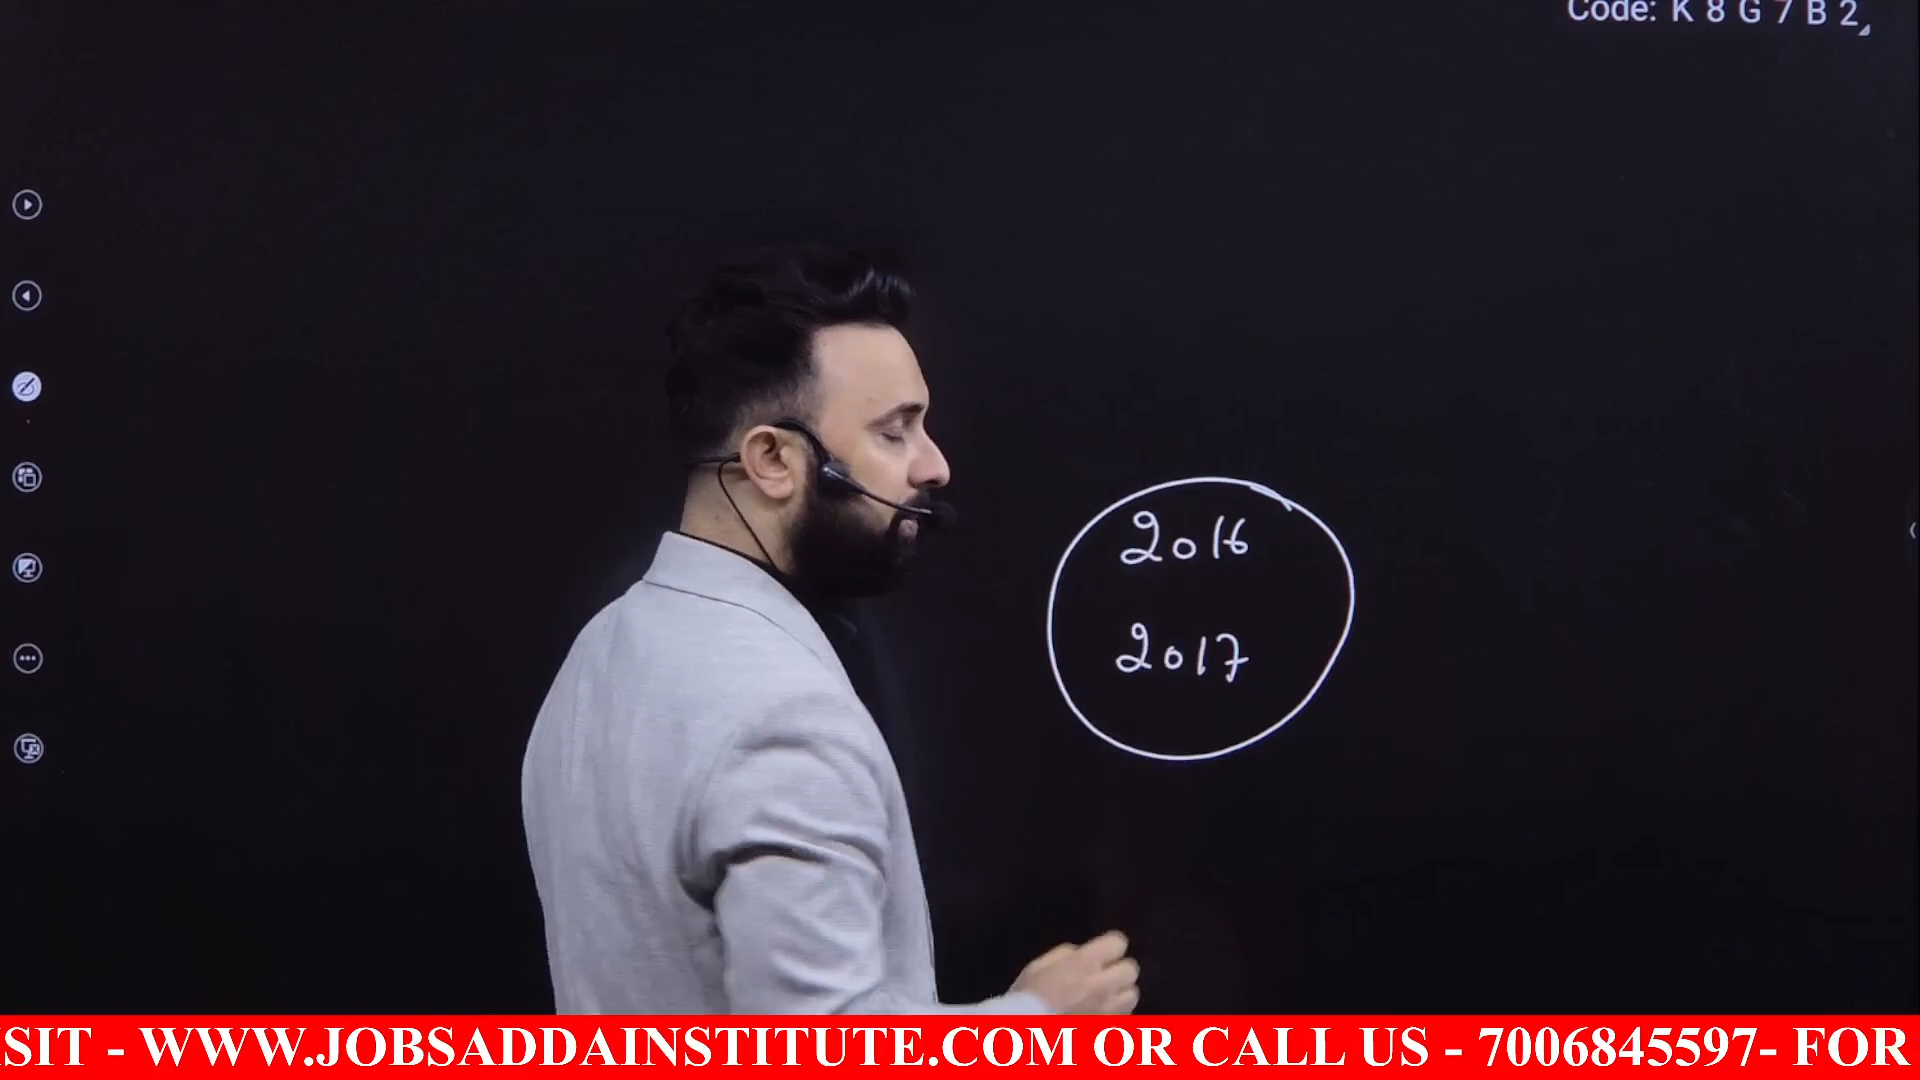 Code: K 8 G 7 B 2
2016
2017
SIT - WWW.JOBSADDAINSTITUTE.COM OR CALL US - 7006845597- FOR